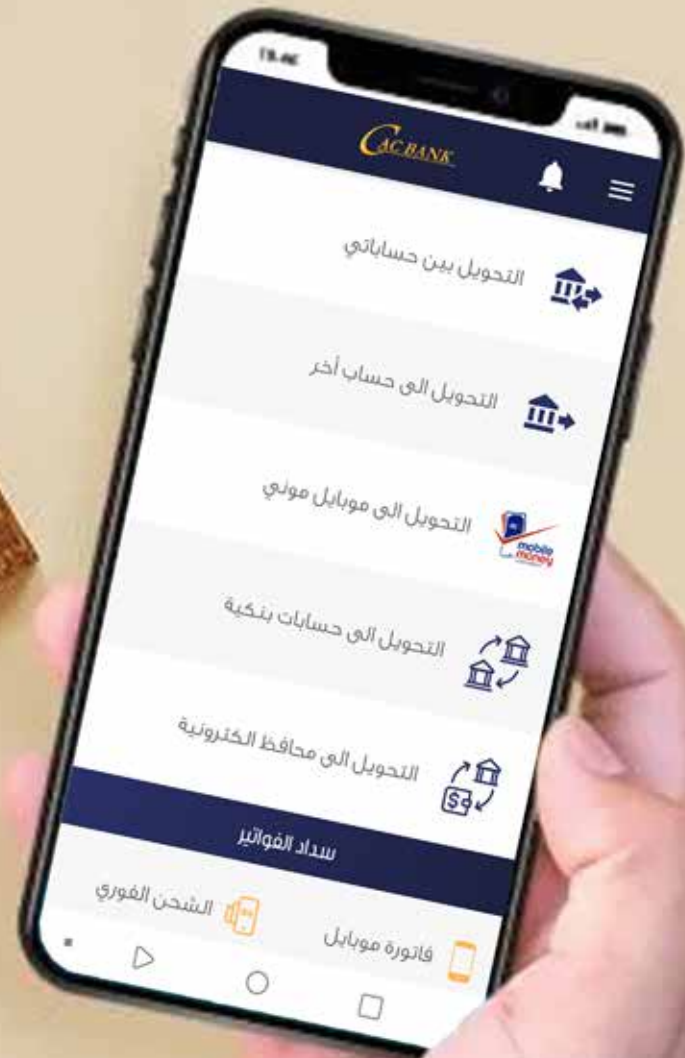 CAC BANK
التحويل بين حساباتي
التحويل الى حساب أخر
التحويل الى موبايل موني
mobile
money
التحويل الى حسابات بنكية
التحويل الى محافظ الكترونية
سداد الفواتير
فاتورة موبايل
الشحن الفوري